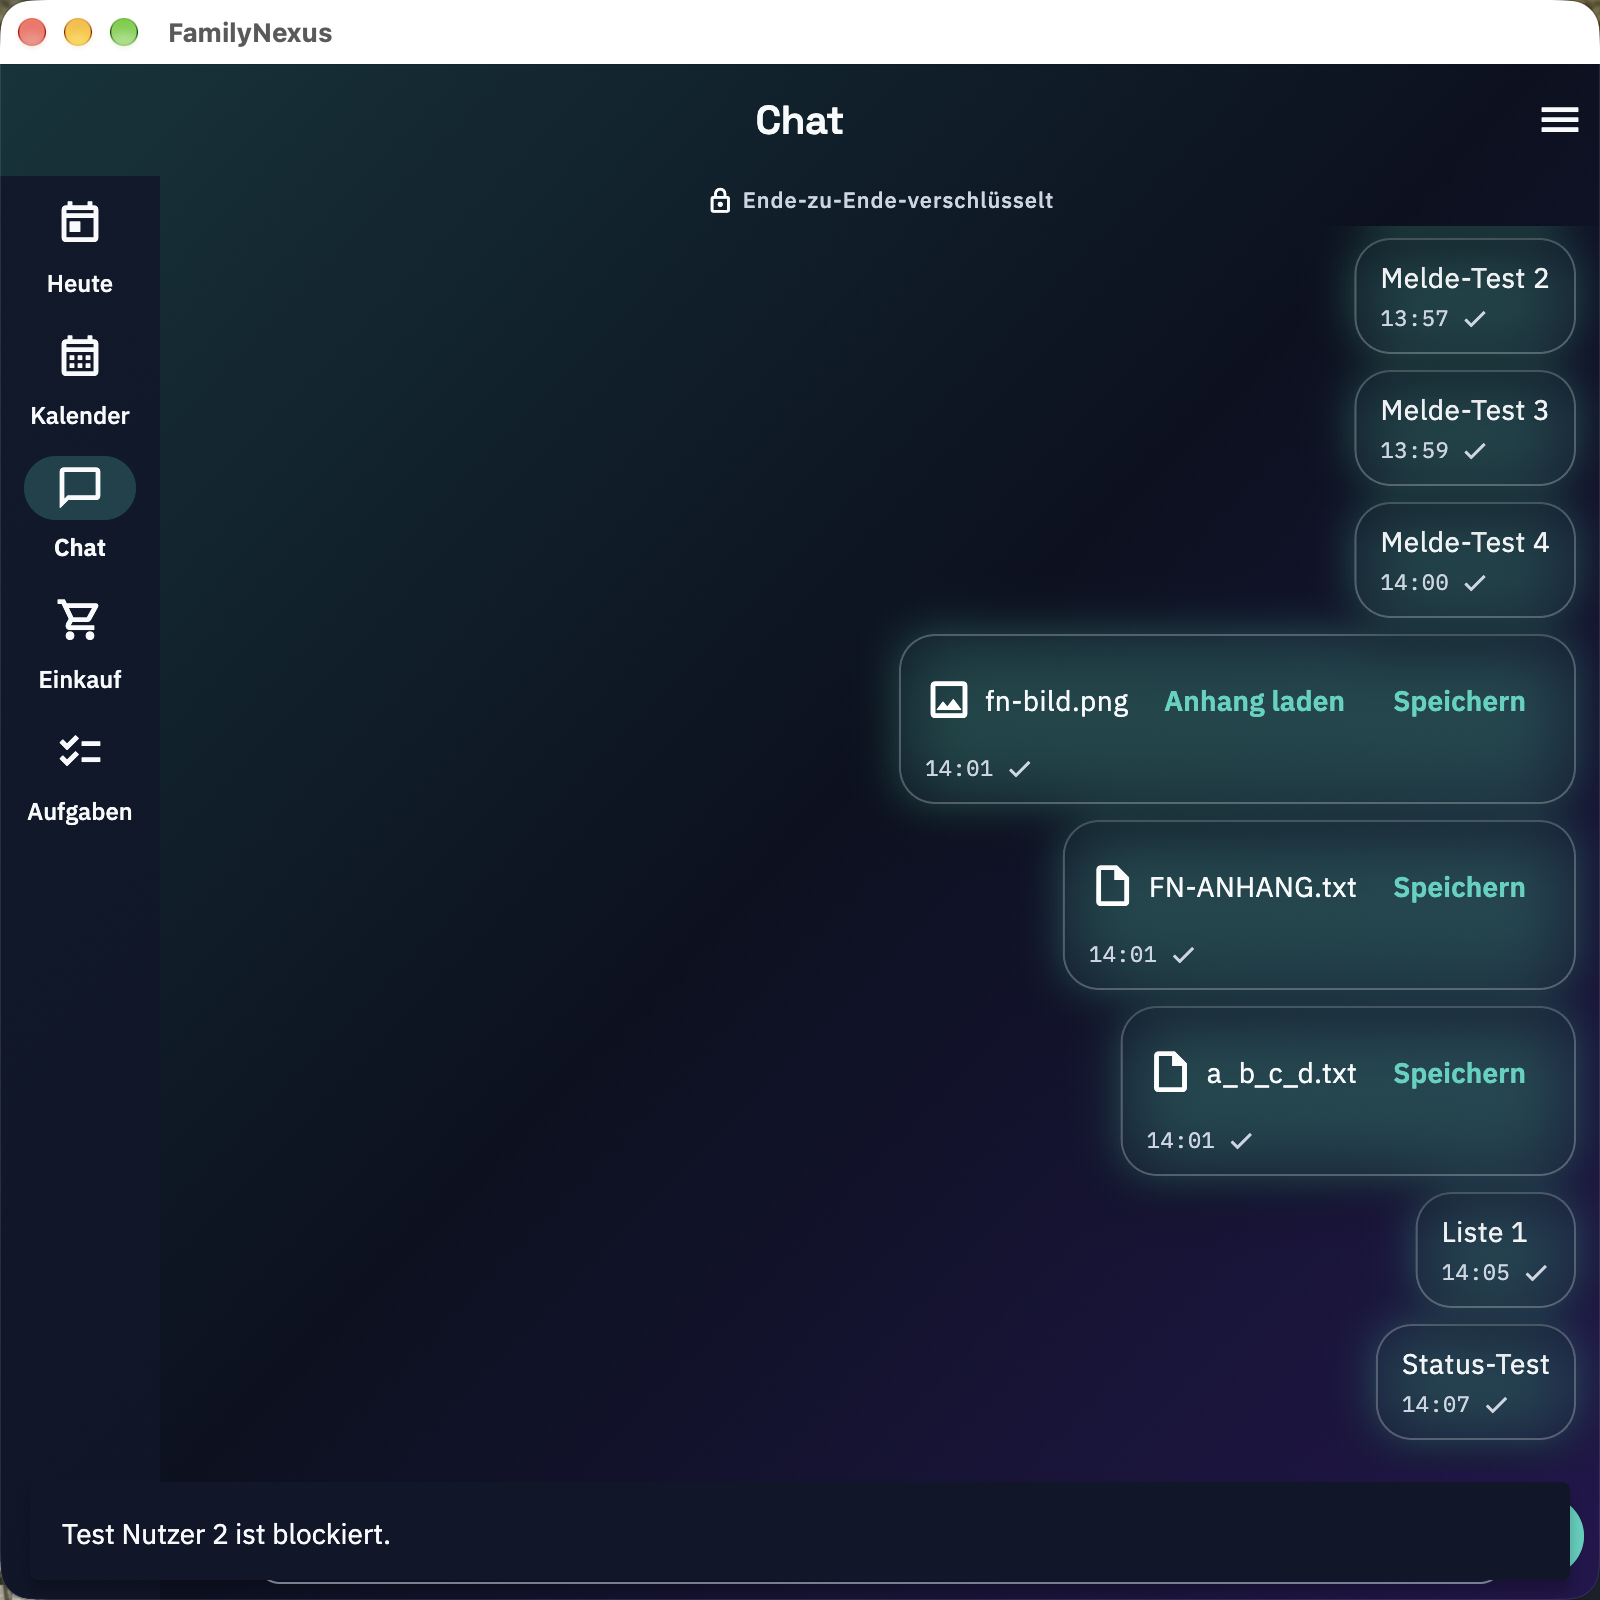 FamilyNexus
Chat
Ende-zu-Ende-verschlüsselt
Heute
Kalender
Chat
Einkauf
Aufgaben
Melde-Test 2
13:57
Melde-Test 3
13:59
Melde-Test 4
14:00
fn-bild.png Anhang laden Speichern
14:01
FN-ANHANG.txt Speichern
14:01
a_b_c_d.txt Speichern
14:01
Liste 1
14:05
Status-Test
14:07
Test Nutzer 2 ist blockiert.